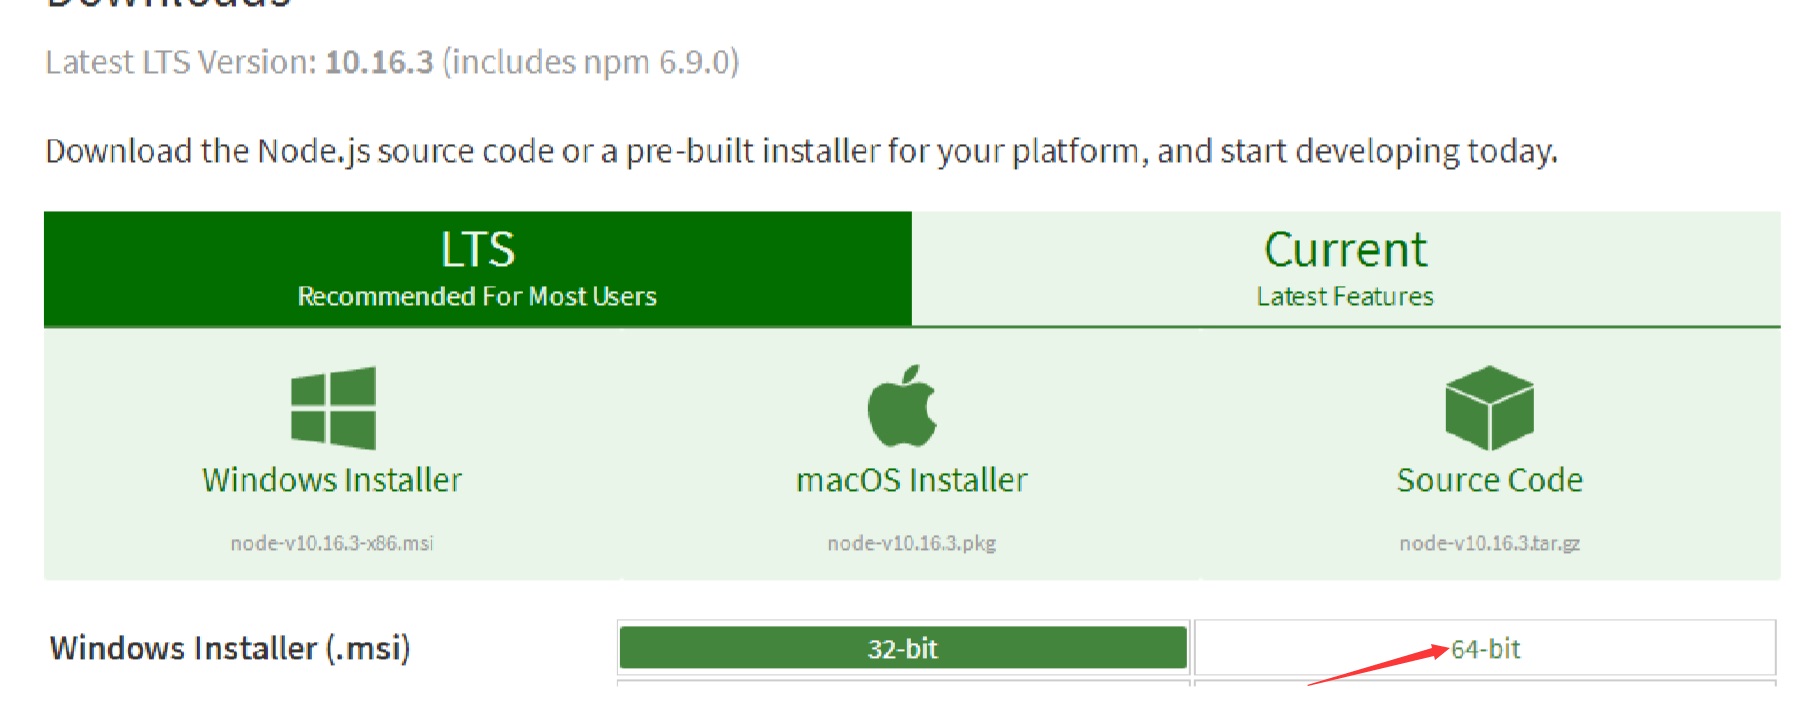 Downloads
Latest LTS Version: 10.16.3 (includes npm 6.9.0)
Download the Node.js source code or a pre-built installer for your platform, and start developing today.
LTS
Recommended For Most Users
Current
Latest Features
Windows Installer
node-v10.16.3-x86.msi
macOS Installer
node-v10.16.3.pkg
Source Code
node-v10.16.3.tar.gz
Windows Installer (.msi)
32-bit
64-bit